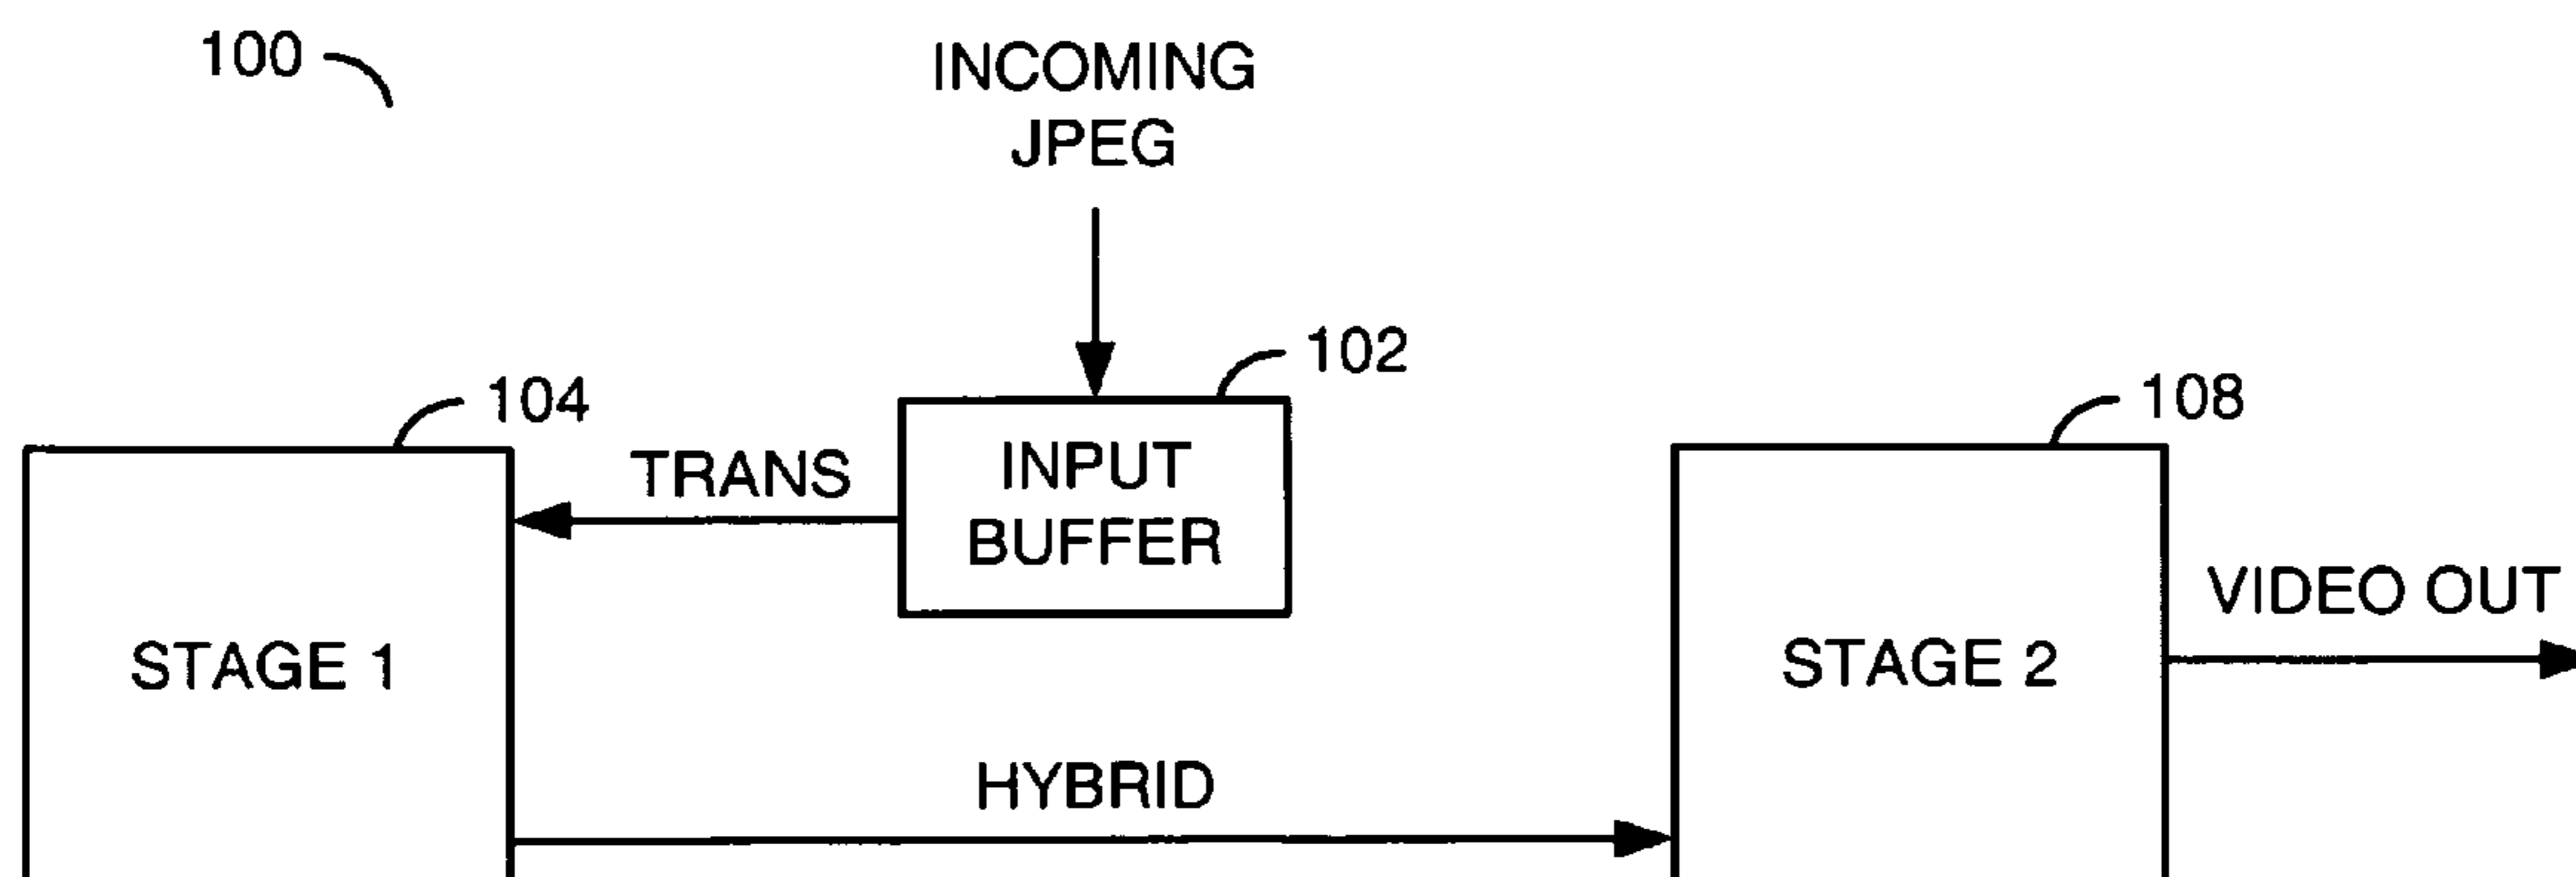 100
INCOMING
JPEG
102
104
108
TRANS
INPUT
BUFFER
VIDEO OUT
STAGE 1
STAGE 2
HYBRID